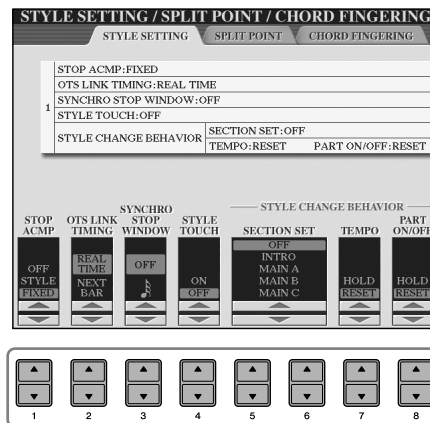 STYLE SETTING / SPLIT POINT / CHORD FINGERING
STYLE SETTING SPLIT POINT CHORD FINGERING
1
STOP ACMP:FIXED
OTS LINK TIMING:REAL TIME
SYNCHRO STOP WINDOW:OFF
STYLE TOUCH:OFF
STYLE CHANGE BEHAVIOR
SECTION SET:OFF
TEMPO:RESET PART ON/OFF:RESET
STYLE CHANGE BEHAVIOR
STOP ACMP
OTS LINK TIMING
SYNCHRO STOP WINDOW
STYLE TOUCH
SECTION SET
TEMPO
PART ON/OFF
OFF
STYLE
FIXED
REAL TIME
NEXT BAR
OFF
ON
OFF
OFF
INTRO
MAIN A
MAIN B
MAIN C
HOLD
RESET
HOLD
RESET
1 2 3 4 5 6 7 8